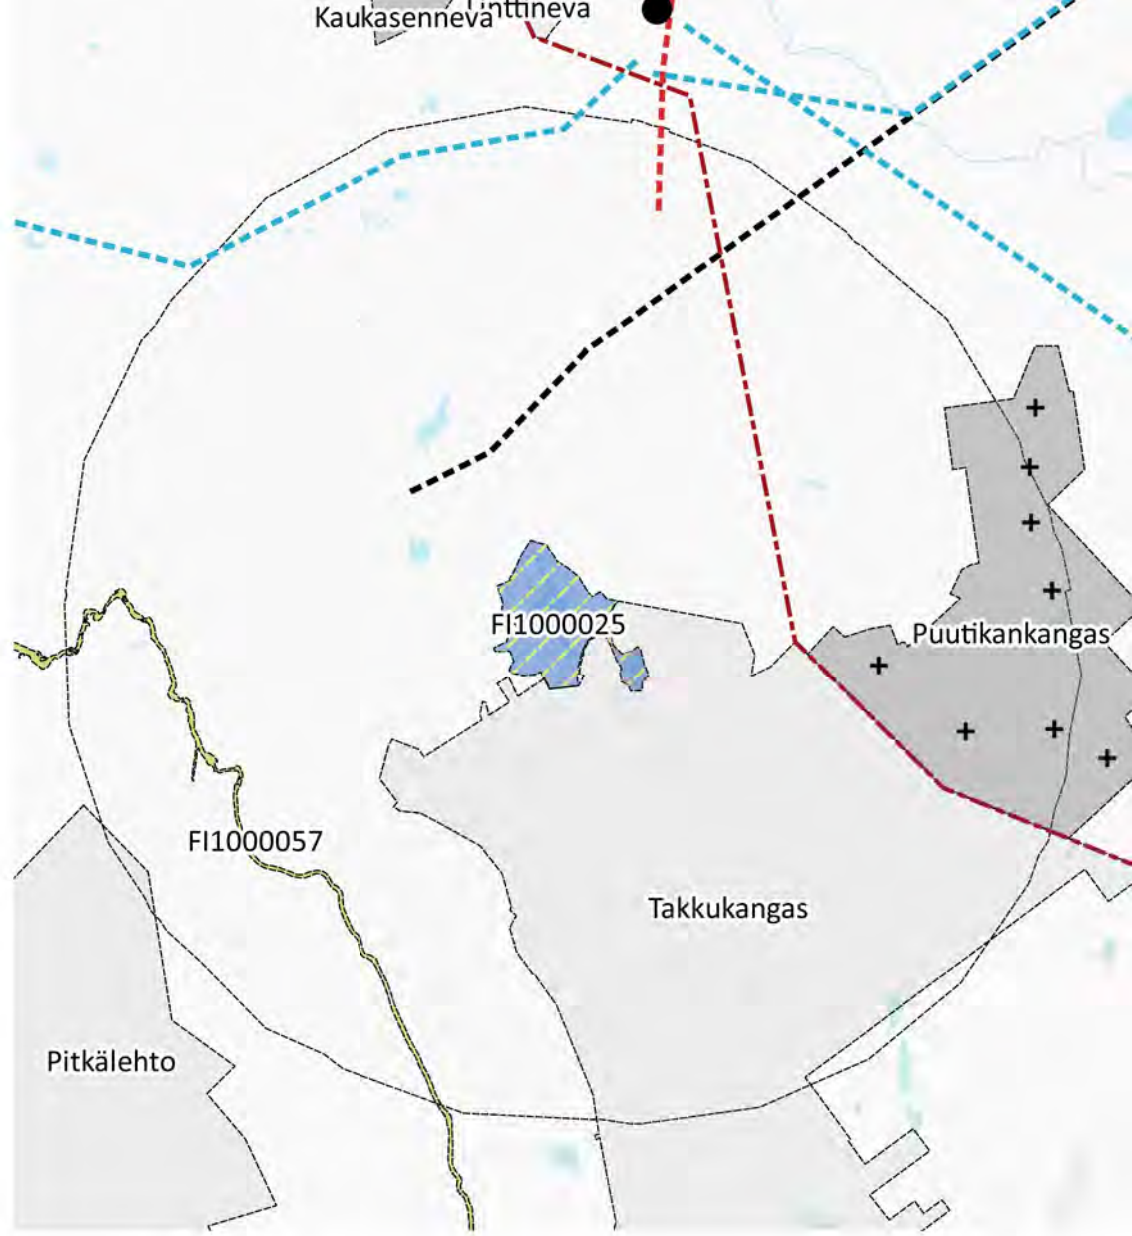 Kaukasenneva
FI1000025
Puutikankangas
FI1000057
Takkukangas
Pitkälehto